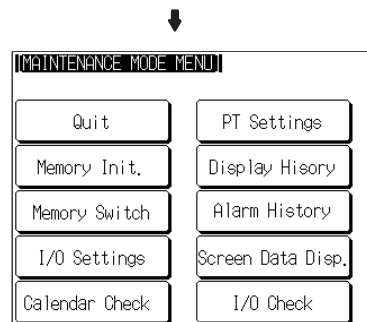 [MAINTENANCE MODE MENU]
Quit
PT Settings
Memory Init.
Display Hisory
Memory Switch
Alarm History
I/O Settings
Screen Data Disp.
Calendar Check
I/O Check